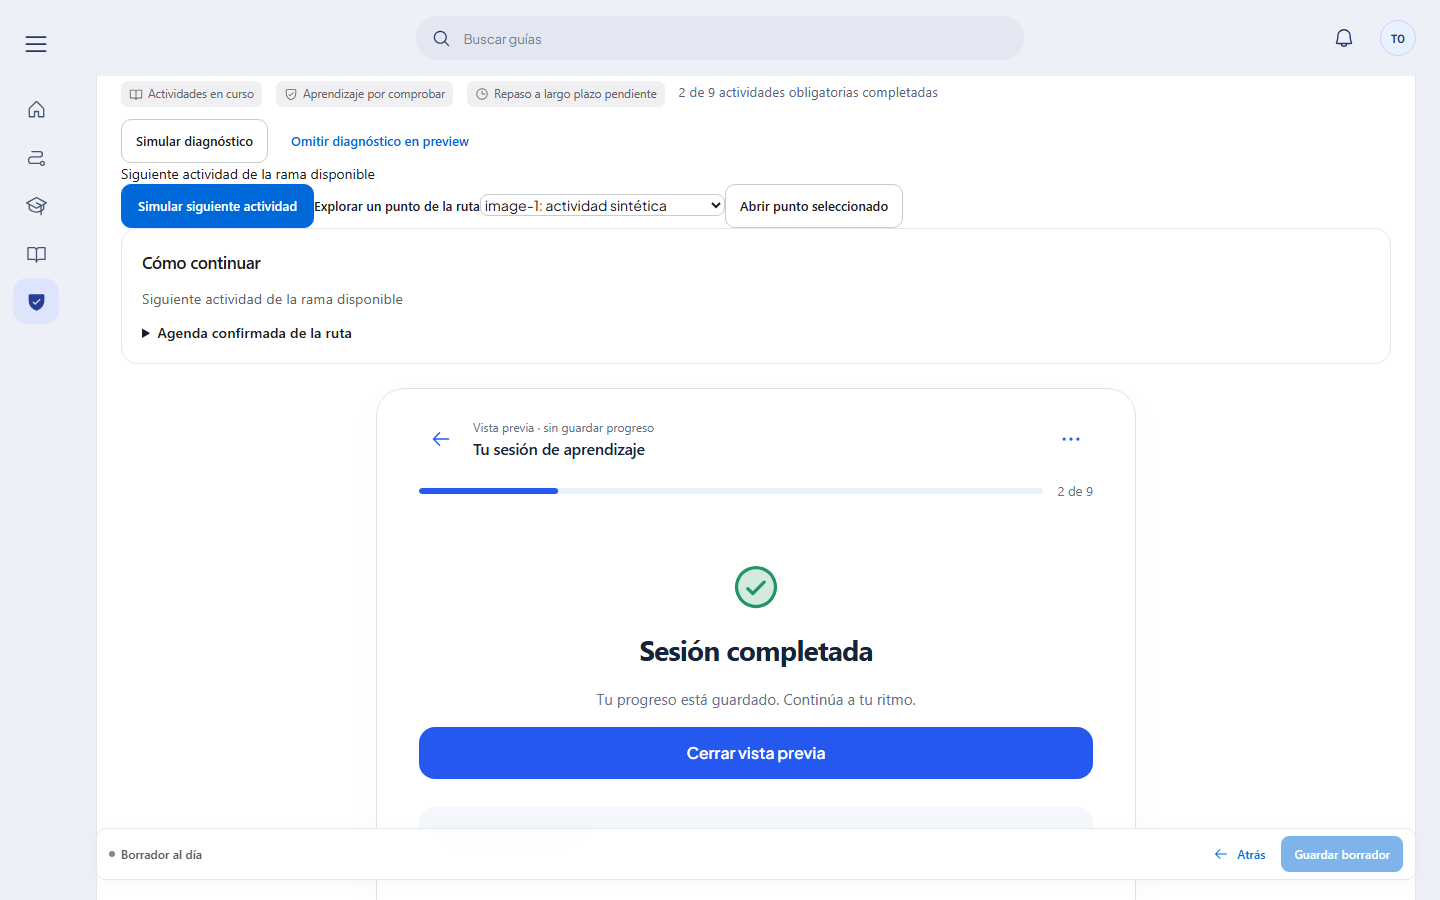 Buscar guías
TO
Actividades en curso
Aprendizaje por comprobar
Repaso a largo plazo pendiente
2 de 9 actividades obligatorias completadas
Simular diagnóstico
Omitir diagnóstico en preview
Siguiente actividad de la rama disponible
Simular siguiente actividad
Explorar un punto de la ruta
image-1: actividad sintética
Abrir punto seleccionado
Cómo continuar
Siguiente actividad de la rama disponible
Agenda confirmada de la ruta
Vista previa · sin guardar progreso
Tu sesión de aprendizaje
2 de 9
Sesión completada
Tu progreso está guardado. Continúa a tu ritmo.
Cerrar vista previa
Borrador al día
Atrás
Guardar borrador